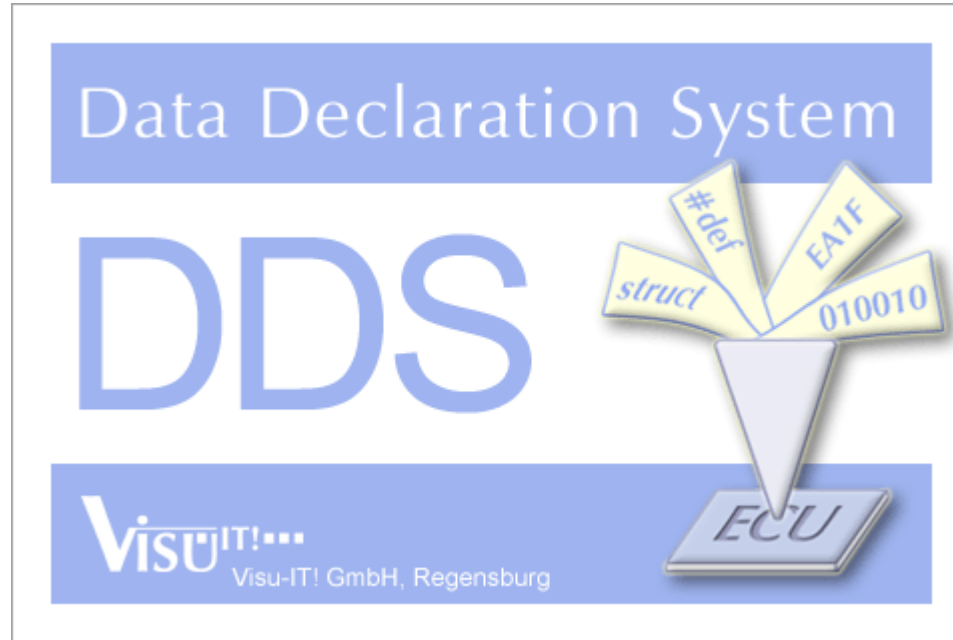 Data Declaration System
DDS
struct
#def
EA1F
010010
ECU
VISU IT!
Visu-IT! GmbH, Regensburg